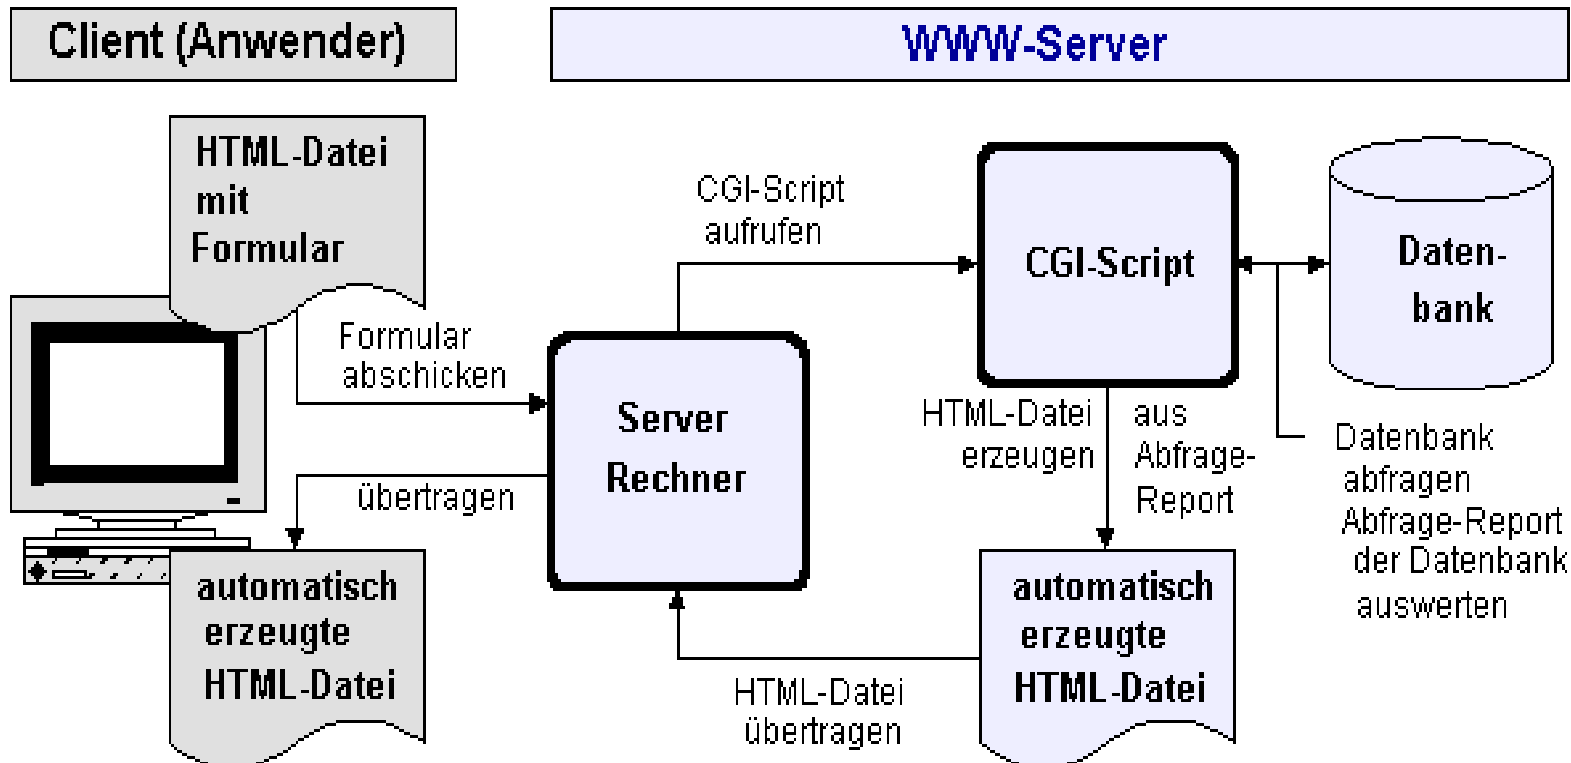 Client (Anwender)
WWW-Server
HTML-Datei
mit
Formular
Formular
abschicken
CGI-Script
aufrufen
CGI-Script
Daten-
bank
Server
Rechner
HTML-Datei
erzeugen
aus
Abfrage-
Report
Datenbank
abfragen
Abfrage-Report
der Datenbank
auswerten
übertragen
automatisch
erzeugte
HTML-Datei
HTML-Datei
übertragen
automatisch
erzeugte
HTML-Datei